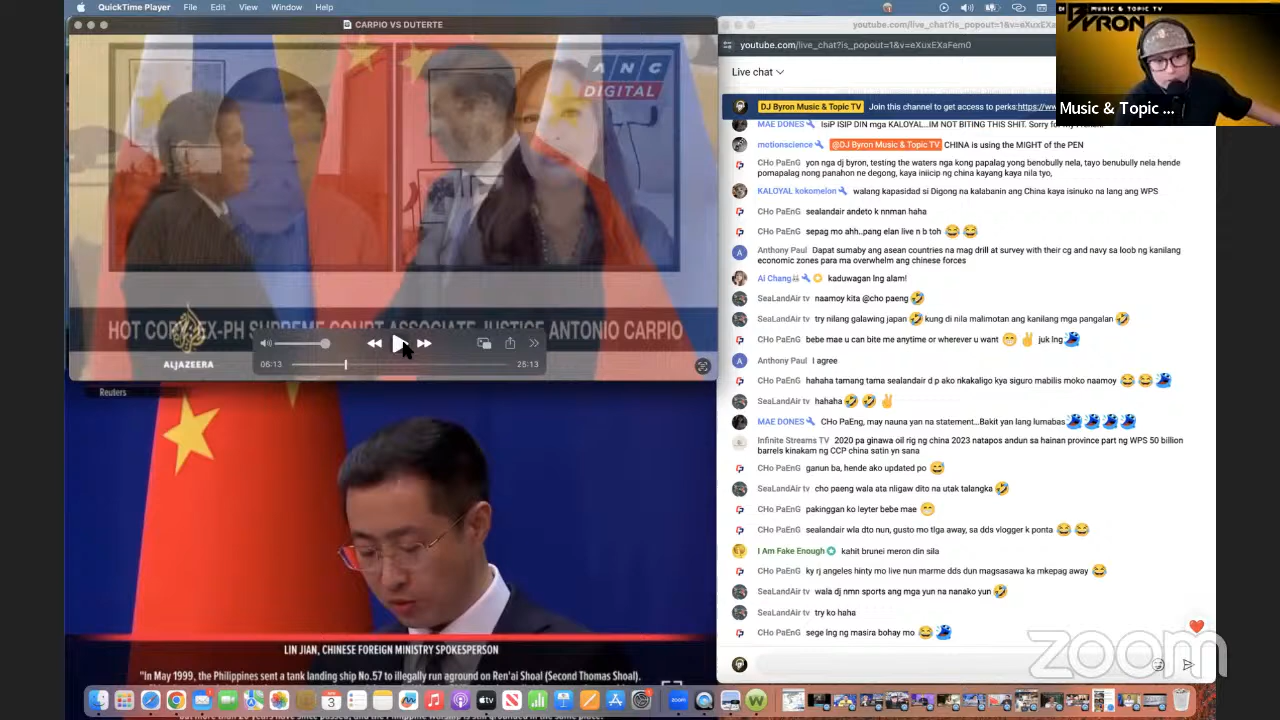 QuickTime Player File Edit View Window Help
CARPIO VS DUTERTE
youtube.com/live_chat?is_popout=1&v=eXuxEXa
youtube.com/live_chat?is_popout=1&v=eXuxEXaFem0
MUSIC & TOPIC TV
BYRON
Music & Topic ...
Live chat
DJ Byron Music & Topic TV Join this channel to get access to perks:https://ww
MAE DONES IsiP ISIP DIN mga KALOYAL...IM NOT BITING THIS SHIT. Sorry for
motionscience @DJ Byron Music & Topic TV CHINA is using the MIGHT of the PEN
CHo PaEnG yon nga dj byron, testing the waters nga kong papalag yong benobully nela, tayo benubully nela hende
pomapalag nong panahon ne degong, kaya iniicip ng china kayang kaya nila tyo,
KALOYAL kokomelon walang kapasidad si Digong na kalabanin ang China kaya isinuko na lang ang WPS
CHo PaEnG sealandair andeto k nnman haha
CHo PaEnG sepag mo ahh..pang elan live n b toh 😂😂
A Anthony Paul Dapat sumaby ang asean countries na mag drill at survey with their cg and navy sa loob ng kanilang
economic zones para ma overwhelm ang chinese forces
Ai Chang kaduwagan lng alam!
SeaLandAir tv naamoy kita @cho paeng 🤣
SeaLandAir tv try nilang galawing japan 🤣 kung di nila malimotan ang kanilang mga pangalan 🤣
CHo PaEnG bebe mae u can bite me anytime or wherever u want 😁✌ juk lng
A Anthony Paul I agree
CHo PaEnG hahaha tamang tama sealandair d p ako nkakaligo kya siguro mabilis moko naamoy 😂😂
SeaLandAir tv hahaha 🤣🤣✌
MAE DONES CHo PaEng, may nauna yan na statement...Bakit yan lang lumabas
Infinite Streams TV 2020 pa ginawa oil rig ng china 2023 natapos andun sa hainan province part ng WPS 50 billion
barrels kinakam ng CCP china satin yn sana
CHo PaEnG ganun ba, hende ako updated po 😅
SeaLandAir tv cho paeng wala ata nligaw dito na utak talangka 🤣
CHo PaEnG pakinggan ko leyter bebe mae 😁
CHo PaEnG sealandair wla dto nun, gusto mo tlga away, sa dds vlogger k ponta 😂😂
I Am Fake Enough kahit brunei meron din sila
CHo PaEnG ky rj angeles hinty mo live nun marme dds dun magsasawa ka mkepag away 😂
SeaLandAir tv wala dj nmn sports ang mga yun na nanako yun 🤣
SeaLandAir tv try ko haha
CHo PaEnG sege lng ng masira bohay mo 😂
ANC
DIGITAL
HOT COPY EX-PH SUPREME COURT ASSOCIATE JUSTICE ANTONIO CARPIO
ALJAZEERA
06:13 25:13
Reuters
LIN JIAN, CHINESE FOREIGN MINISTRY SPOKESPERSON
"In May 1999, the Philippines sent a tank landing ship No.57 to illegally run aground on Ren'ai Shoal (Second Thomas Shoal).
zoom